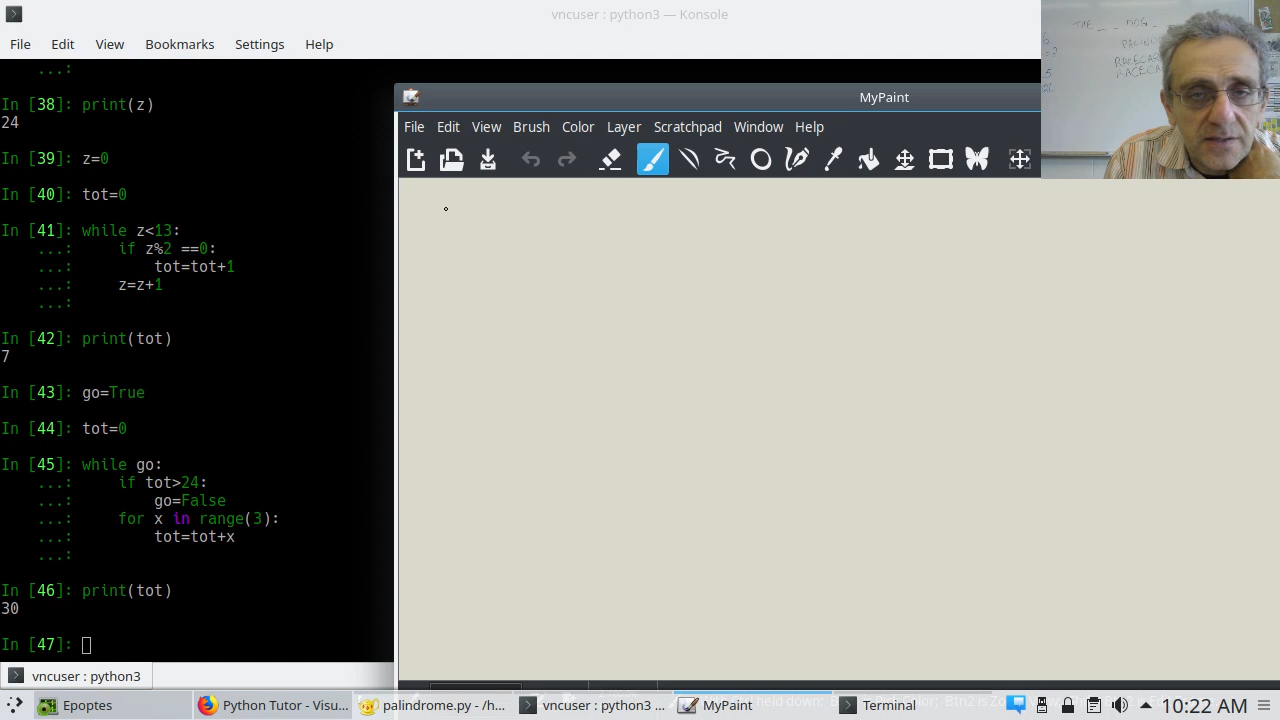 vncuser : python3 — Konsole
File Edit View Bookmarks Settings Help
...:
In [38]: print(z)
24
In [39]: z=0
In [40]: tot=0
In [41]: while z<13:
...: if z%2 ==0:
...: tot=tot+1
...: z=z+1
...:
In [42]: print(tot)
7
In [43]: go=True
In [44]: tot=0
In [45]: while go:
...: if tot>24:
...: go=False
...: for x in range(3):
...: tot=tot+x
...:
In [46]: print(tot)
30
In [47]:
vncuser : python3
MyPaint
File Edit View Brush Color Layer Scratchpad Window Help
THE _ _ DOG
RACECAR
RACECAR
Epoptes
Python Tutor - Visu...
palindrome.py - /h...
vncuser : python3 ...
MyPaint
Terminal
10:22 AM